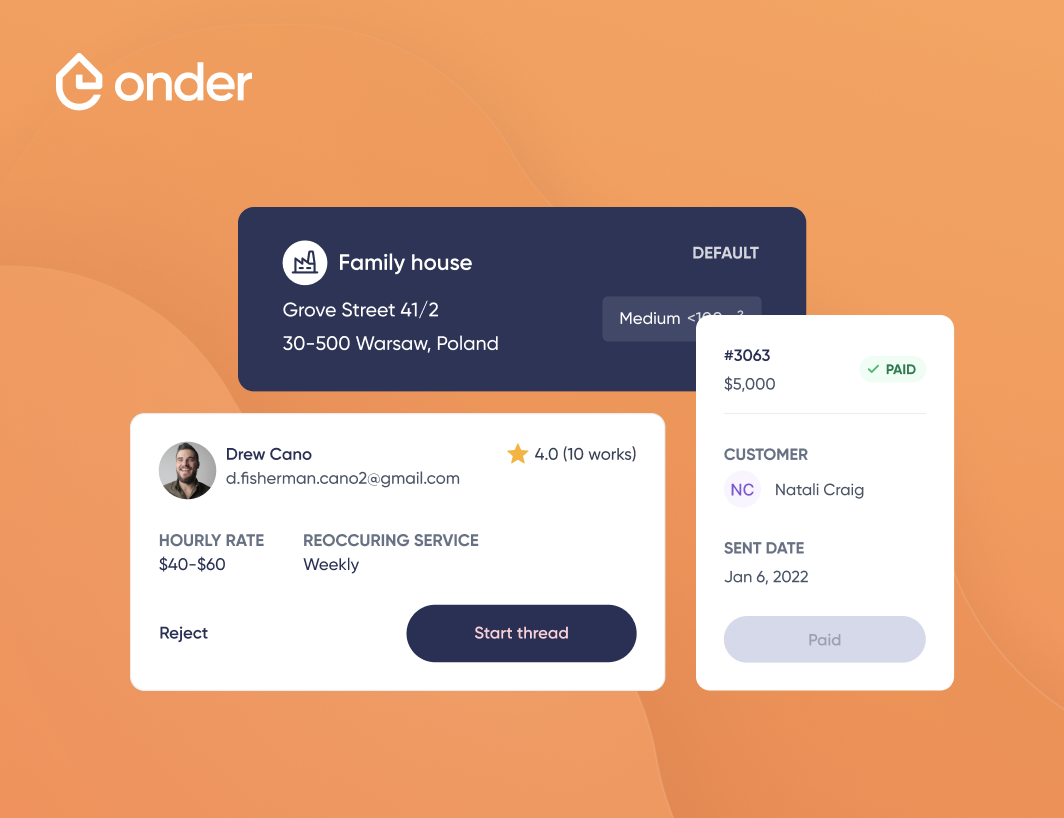 onder
Family house
DEFAULT
Grove Street 41/2
30-500 Warsaw, Poland
Medium
#3063
$5,000
PAID
CUSTOMER
NC
Natali Craig
SENT DATE
Jan 6, 2022
Paid
Drew Cano
d.fisherman.cano2@gmail.com
4.0 (10 works)
HOURLY RATE
$40-$60
REOCCURING SERVICE
Weekly
Reject
Start thread